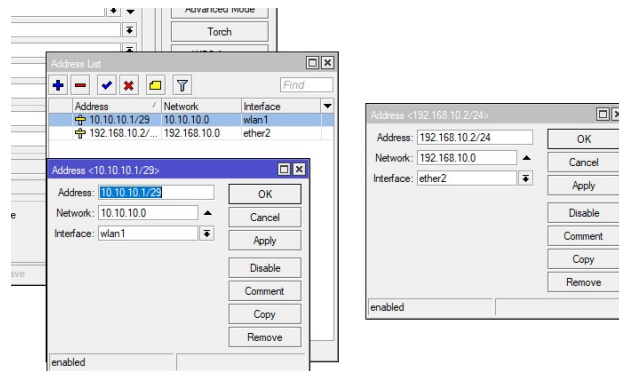 Advanced Mode
Torch
Address List
Find
Address / Network Interface
10.10.10.1/29 10.10.10.0 wlan1
192.168.10.2/... 192.168.10.0 ether2
Address <10.10.10.1/29>
Address: 10.10.10.1/29
Network: 10.10.10.0
Interface: wlan1
OK
Cancel
Apply
Disable
Comment
Copy
Remove
enabled
Address <192.168.10.2/24>
Address: 192.168.10.2/24
Network: 192.168.10.0
Interface: ether2
OK
Cancel
Apply
Disable
Comment
Copy
Remove
enabled